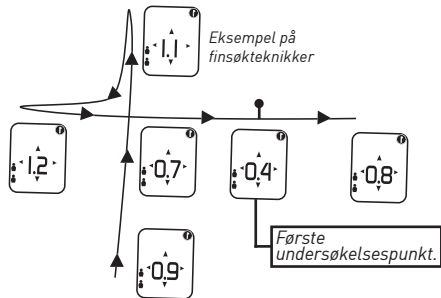 1.1
Eksempel på
finsøkteknikker
1.2
0.7
0.4
0.8
0.9
Første
undersøkelsespunkt.